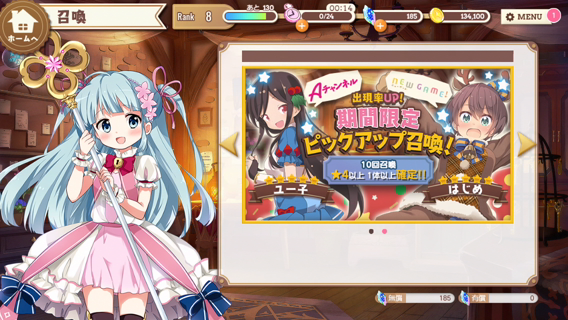 召喚
ホームへ
Rank 8
あと 130
00:14
0/24
185
134,100
MENU
1
Aチャンネル
NEW GAME!
出現率UP!
期間限定
ピックアップ召喚!
10回召喚
★4以上 1体以上確定!!
ユー子
はじめ
無償 185
有償 0